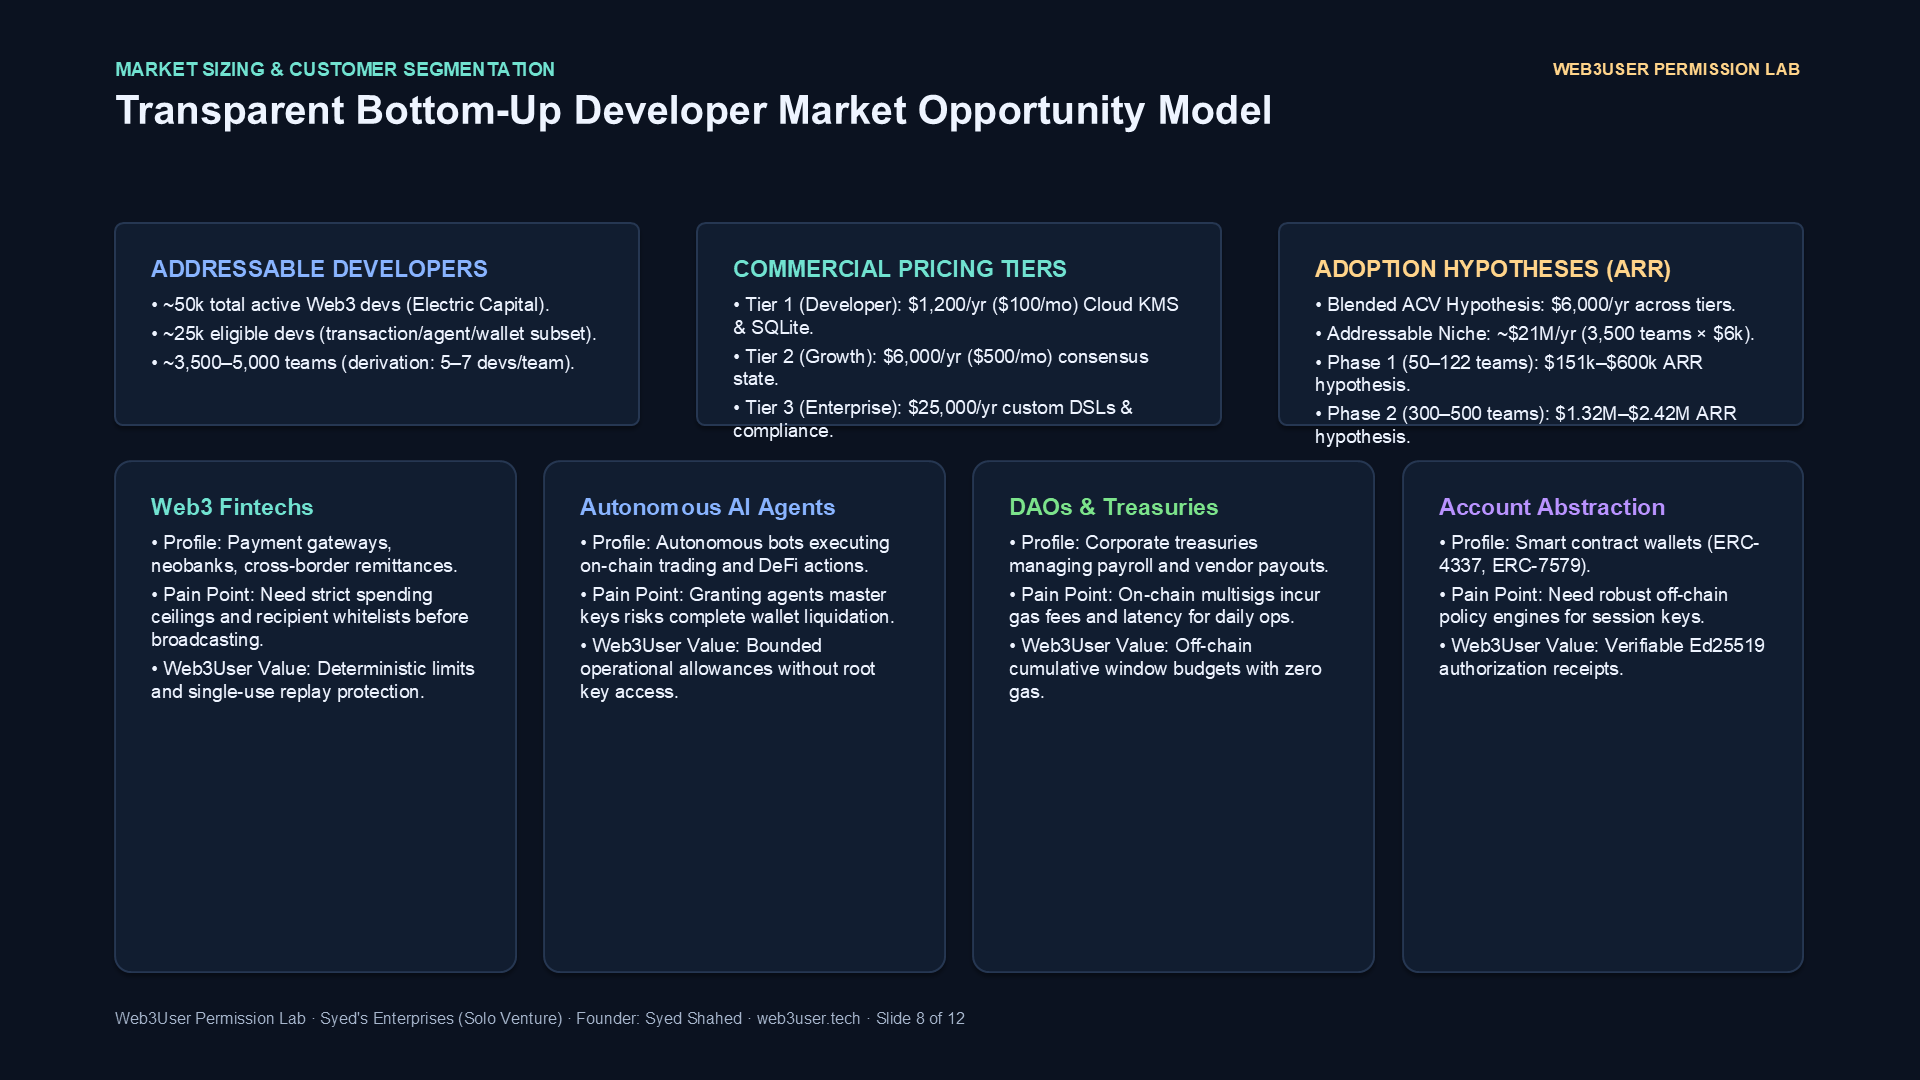 MARKET SIZING & CUSTOMER SEGMENTATION
WEB3USER PERMISSION LAB
Transparent Bottom-Up Developer Market Opportunity Model
ADDRESSABLE DEVELOPERS
• ~50k total active Web3 devs (Electric Capital).
• ~25k eligible devs (transaction/agent/wallet subset).
• ~3,500–5,000 teams (derivation: 5–7 devs/team).
COMMERCIAL PRICING TIERS
• Tier 1 (Developer): $1,200/yr ($100/mo) Cloud KMS
& SQLite.
• Tier 2 (Growth): $6,000/yr ($500/mo) consensus
state.
• Tier 3 (Enterprise): $25,000/yr custom DSLs &
compliance.
ADOPTION HYPOTHESES (ARR)
• Blended ACV Hypothesis: $6,000/yr across tiers.
• Addressable Niche: ~$21M/yr (3,500 teams × $6k).
• Phase 1 (50–122 teams): $151k–$600k ARR
hypothesis.
• Phase 2 (300–500 teams): $1.32M–$2.42M ARR
hypothesis.
Web3 Fintechs
• Profile: Payment gateways,
neobanks, cross-border remittances.
• Pain Point: Need strict spending
ceilings and recipient whitelists before
broadcasting.
• Web3User Value: Deterministic limits
and single-use replay protection.
Autonomous AI Agents
• Profile: Autonomous bots executing
on-chain trading and DeFi actions.
• Pain Point: Granting agents master
keys risks complete wallet liquidation.
• Web3User Value: Bounded
operational allowances without root
key access.
DAOs & Treasuries
• Profile: Corporate treasuries
managing payroll and vendor payouts.
• Pain Point: On-chain multisigs incur
gas fees and latency for daily ops.
• Web3User Value: Off-chain
cumulative window budgets with zero
gas.
Account Abstraction
• Profile: Smart contract wallets (ERC-
4337, ERC-7579).
• Pain Point: Need robust off-chain
policy engines for session keys.
• Web3User Value: Verifiable Ed25519
authorization receipts.
Web3User Permission Lab · Syed's Enterprises (Solo Venture) · Founder: Syed Shahed · web3user.tech · Slide 8 of 12